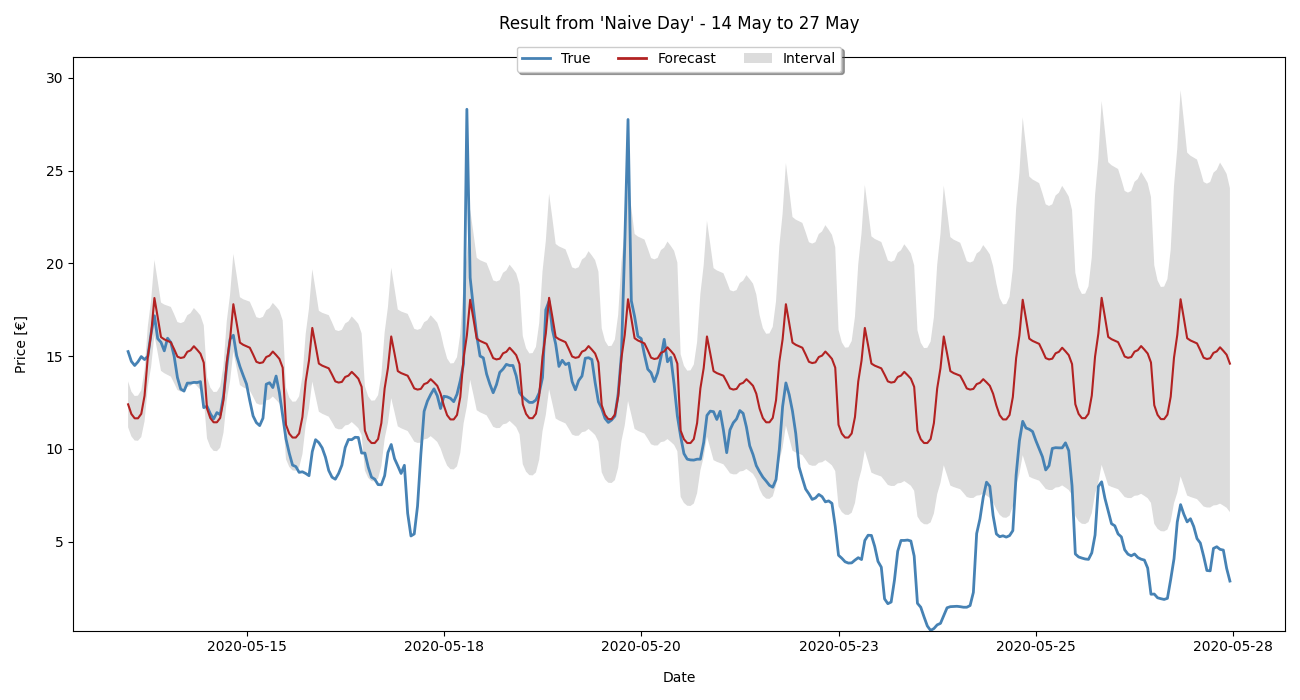 Result from 'Naive Day' - 14 May to 27 May
True Forecast Interval
30
25
20
15
10
5
Price [€]
2020-05-15 2020-05-18 2020-05-20 2020-05-23 2020-05-25 2020-05-28
Date